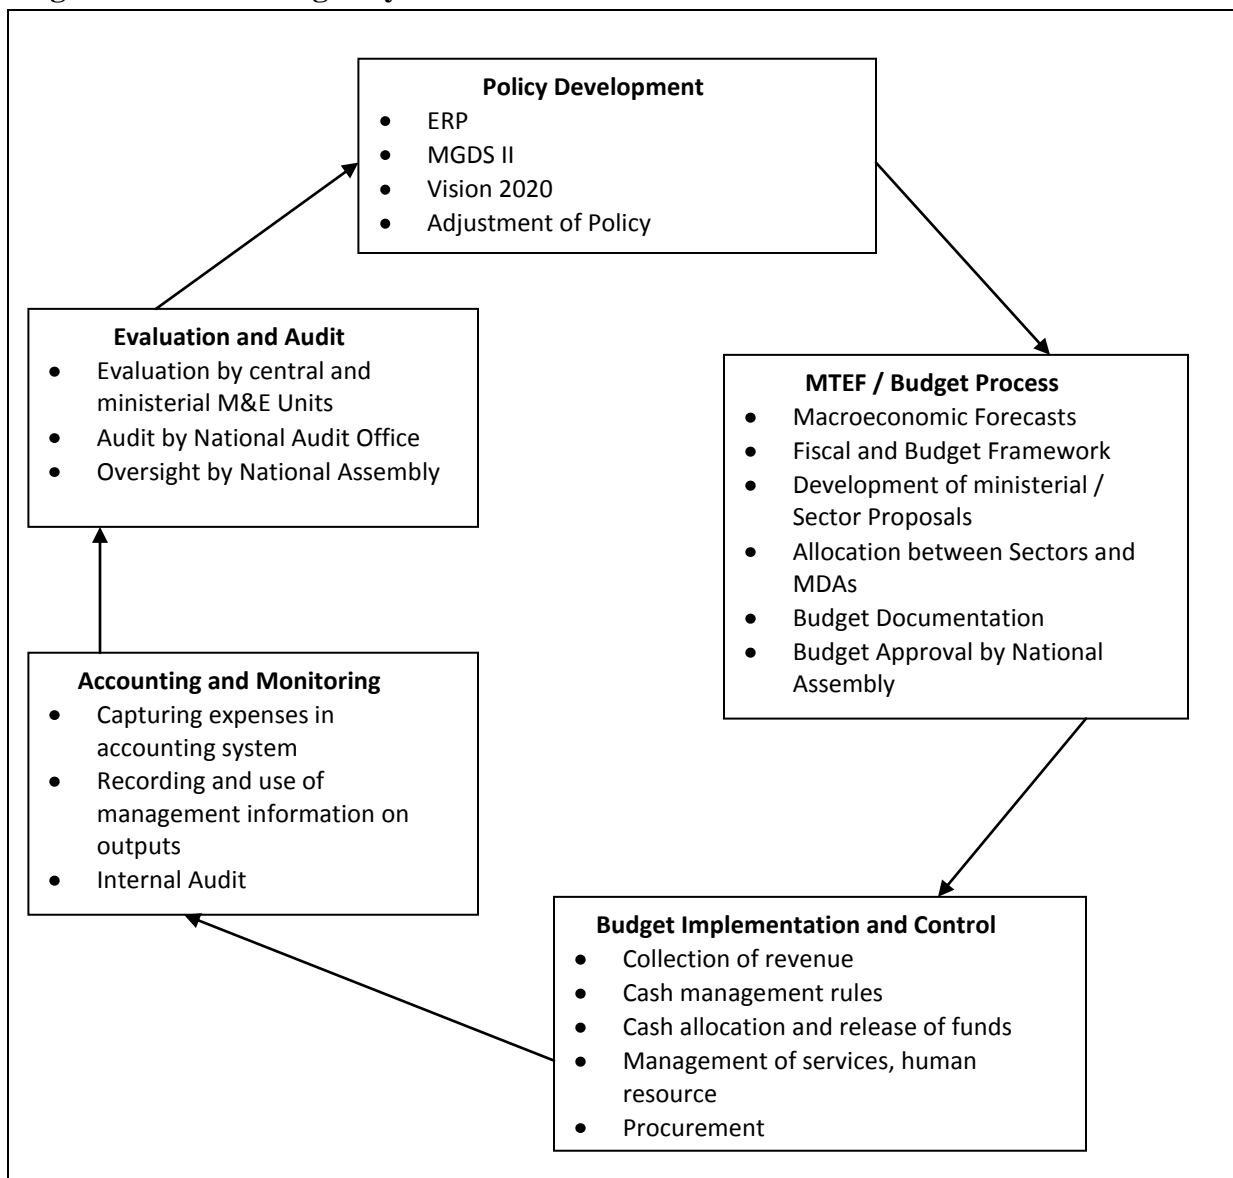 Policy Development
• ERP
• MGDS II
• Vision 2020
• Adjustment of Policy
Evaluation and Audit
• Evaluation by central and
ministerial M&E Units
• Audit by National Audit Office
• Oversight by National Assembly
MTEF / Budget Process
• Macroeconomic Forecasts
• Fiscal and Budget Framework
• Development of ministerial /
Sector Proposals
• Allocation between Sectors and
MDAs
• Budget Documentation
• Budget Approval by National
Assembly
Accounting and Monitoring
• Capturing expenses in
accounting system
• Recording and use of
management information on
outputs
• Internal Audit
Budget Implementation and Control
• Collection of revenue
• Cash management rules
• Cash allocation and release of funds
• Management of services, human
resource
• Procurement